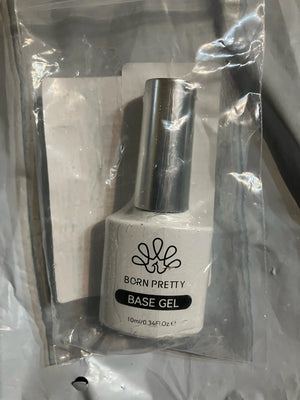 BORN PRETTY
BASE GEL
10ml/0.34Fl.Oz.e